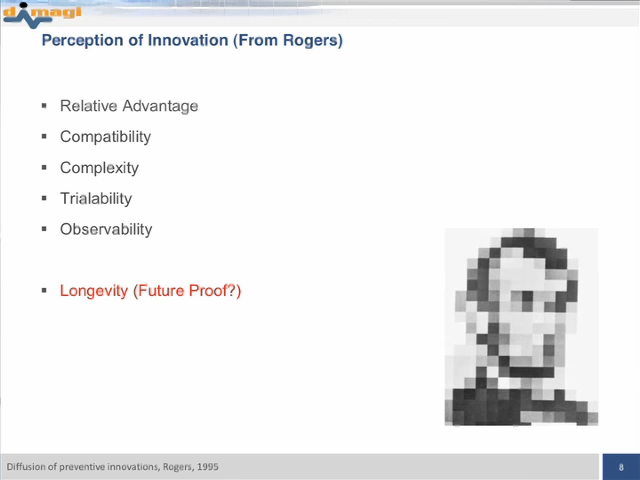 dimagi
Perception of Innovation (From Rogers)
▪ Relative Advantage
▪ Compatibility
▪ Complexity
▪ Trialability
▪ Observability
▪ Longevity (Future Proof?)
Diffusion of preventive innovations, Rogers, 1995
8